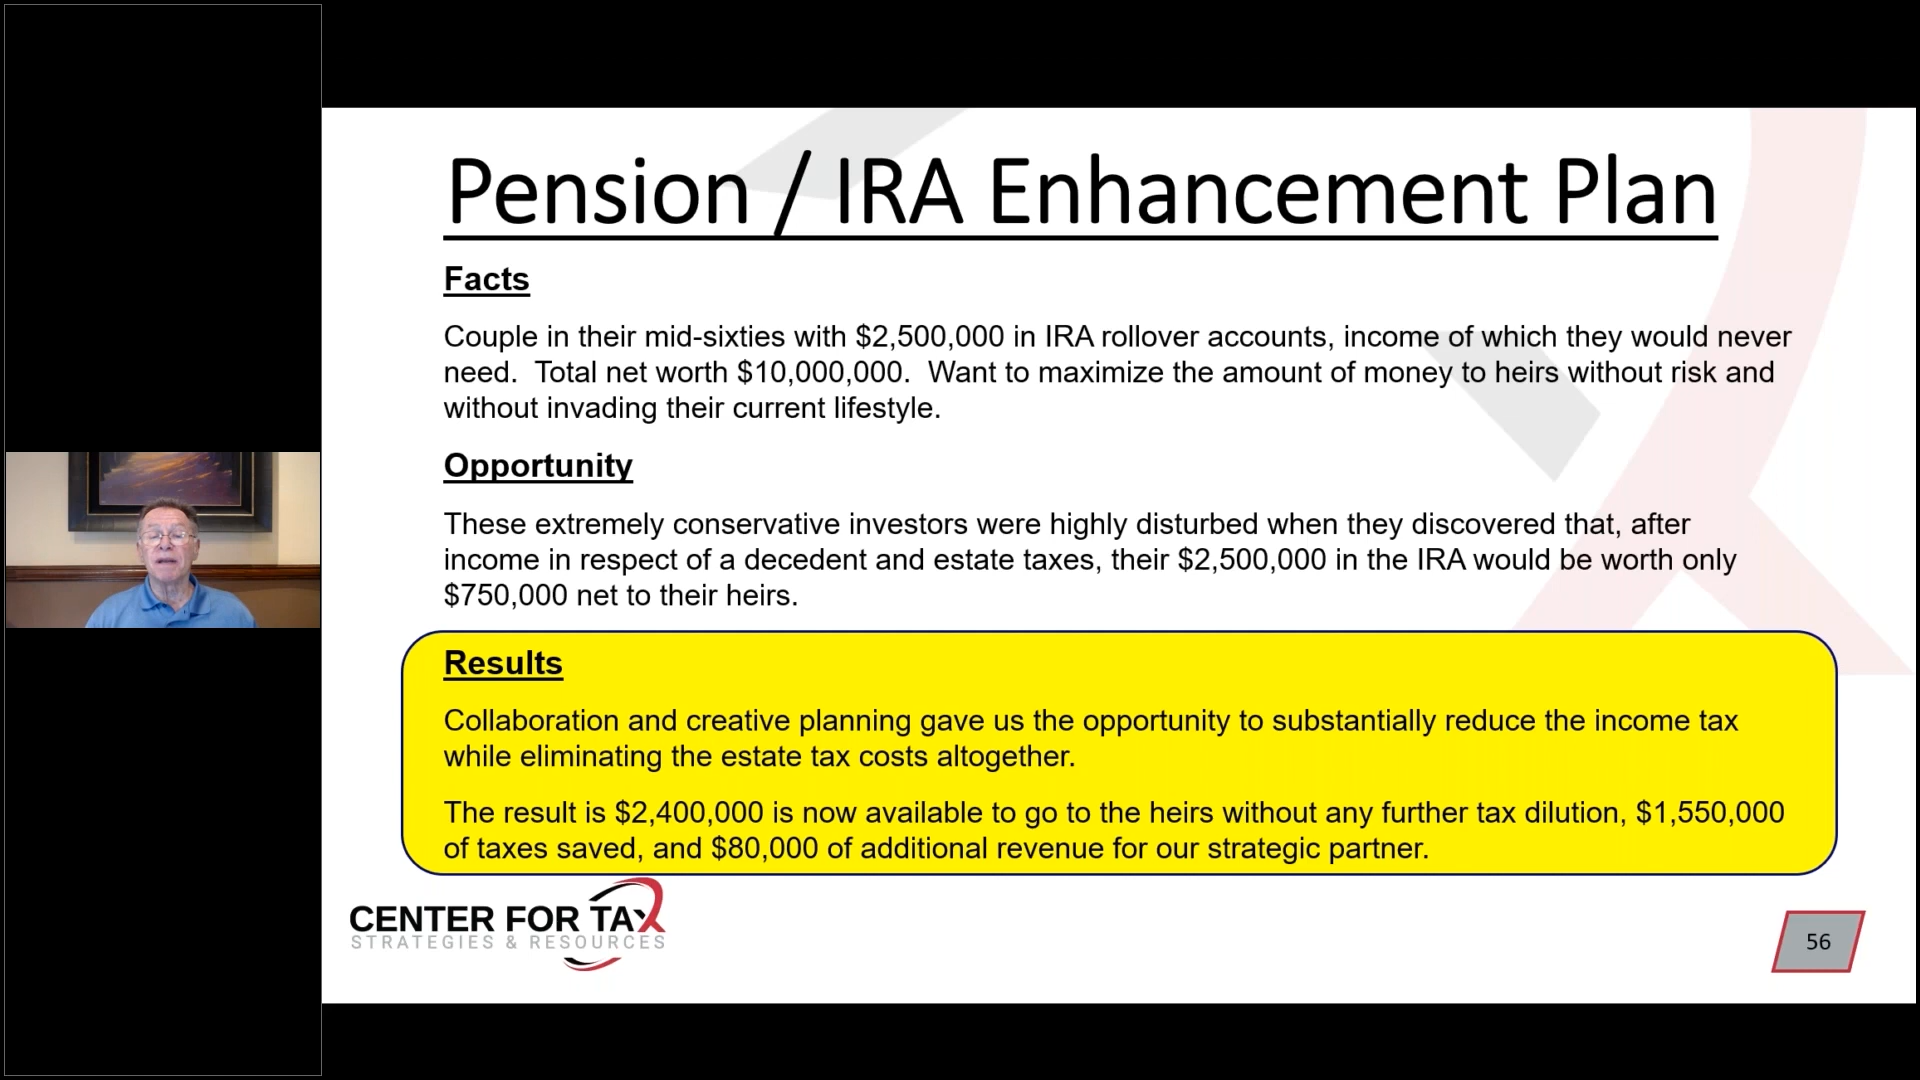 Pension / IRA Enhancement Plan
Facts
Couple in their mid-sixties with $2,500,000 in IRA rollover accounts, income of which they would never
need.  Total net worth $10,000,000.  Want to maximize the amount of money to heirs without risk and
without invading their current lifestyle.
Opportunity
These extremely conservative investors were highly disturbed when they discovered that, after
income in respect of a decedent and estate taxes, their $2,500,000 in the IRA would be worth only
$750,000 net to their heirs.
Results
Collaboration and creative planning gave us the opportunity to substantially reduce the income tax
while eliminating the estate tax costs altogether.
The result is $2,400,000 is now available to go to the heirs without any further tax dilution, $1,550,000
of taxes saved, and $80,000 of additional revenue for our strategic partner.
CENTER FOR TAX
STRATEGIES & RESOURCES
56